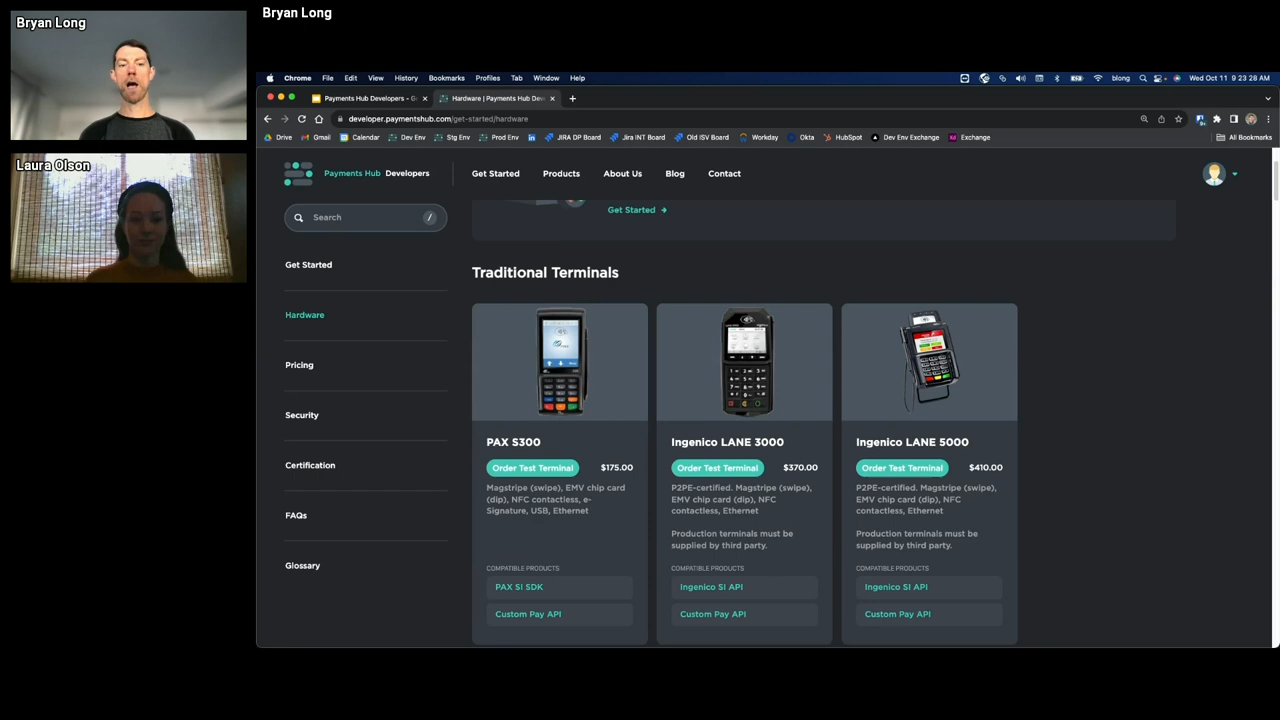 Bryan Long
Laura Olson
Bryan Long
Chrome File Edit View History Bookmarks Profiles Tab Window Help
blong
Wed Oct 11 9 23 28 AM
Payments Hub Developers - G
Hardware | Payments Hub Dev
developer.paymentshub.com/get-started/hardware
Drive Gmail Calendar Dev Env Stg Env Prod Env JIRA DP Board Jira INT Board Old ISV Board Workday Okta HubSpot Dev Env Exchange Exchange All Bookmarks
Payments Hub Developers
Get Started Products About Us Blog Contact
Search /
Get Started
Hardware
Pricing
Security
Certification
FAQs
Glossary
Get Started
Traditional Terminals
PAX S300
Order Test Terminal $175.00
Magstripe (swipe), EMV chip card
(dip), NFC contactless, e-
Signature, USB, Ethernet
COMPATIBLE PRODUCTS
PAX SI SDK
Custom Pay API
Ingenico LANE 3000
Order Test Terminal $370.00
P2PE-certified. Magstripe (swipe),
EMV chip card (dip), NFC
contactless, Ethernet
Production terminals must be
supplied by third party.
COMPATIBLE PRODUCTS
Ingenico SI API
Custom Pay API
Ingenico LANE 5000
Order Test Terminal $410.00
P2PE-certified. Magstripe (swipe),
EMV chip card (dip), NFC
contactless, Ethernet
Production terminals must be
supplied by third party.
COMPATIBLE PRODUCTS
Ingenico SI API
Custom Pay API